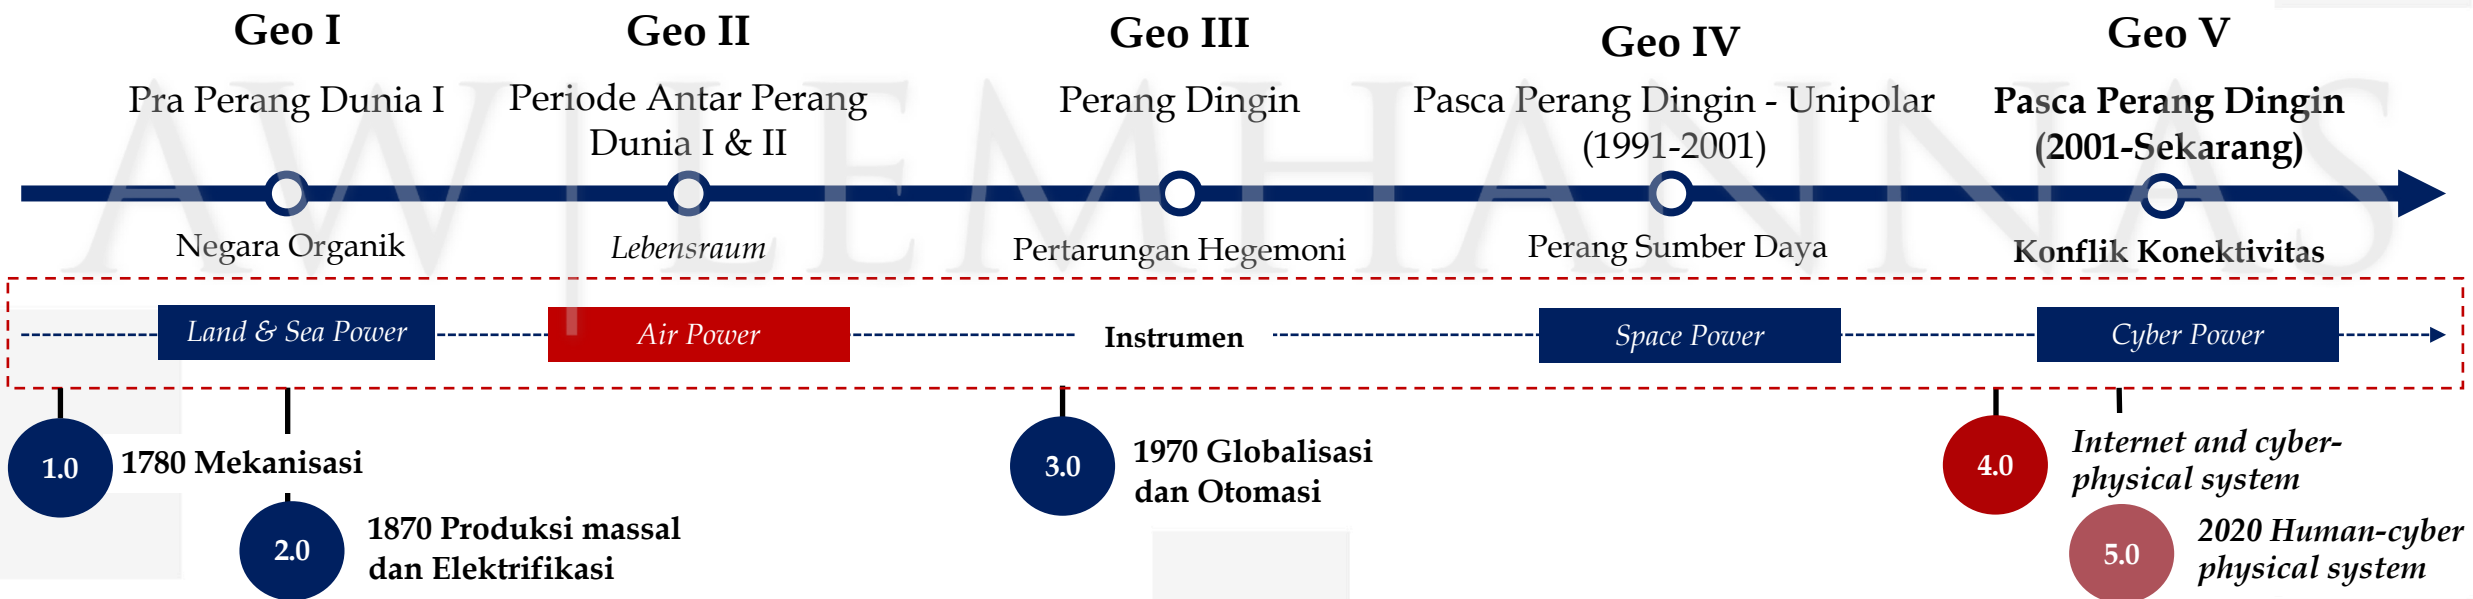 Geo I
Geo II
Geo III
Geo IV
Geo V
Pra Perang Dunia I
Periode Antar Perang
Dunia I & II
Perang Dingin
Pasca Perang Dingin - Unipolar
(1991-2001)
Pasca Perang Dingin
(2001-Sekarang)
AW | LEMHANNAS
Negara Organik
Lebensraum
Pertarungan Hegemoni
Perang Sumber Daya
Konflik Konektivitas
Land & Sea Power
Air Power
Instrumen
Space Power
Cyber Power
1.0
1780 Mekanisasi
2.0
1870 Produksi massal
dan Elektrifikasi
3.0
1970 Globalisasi
dan Otomasi
4.0
Internet and cyber-
physical system
5.0
2020 Human-cyber
physical system